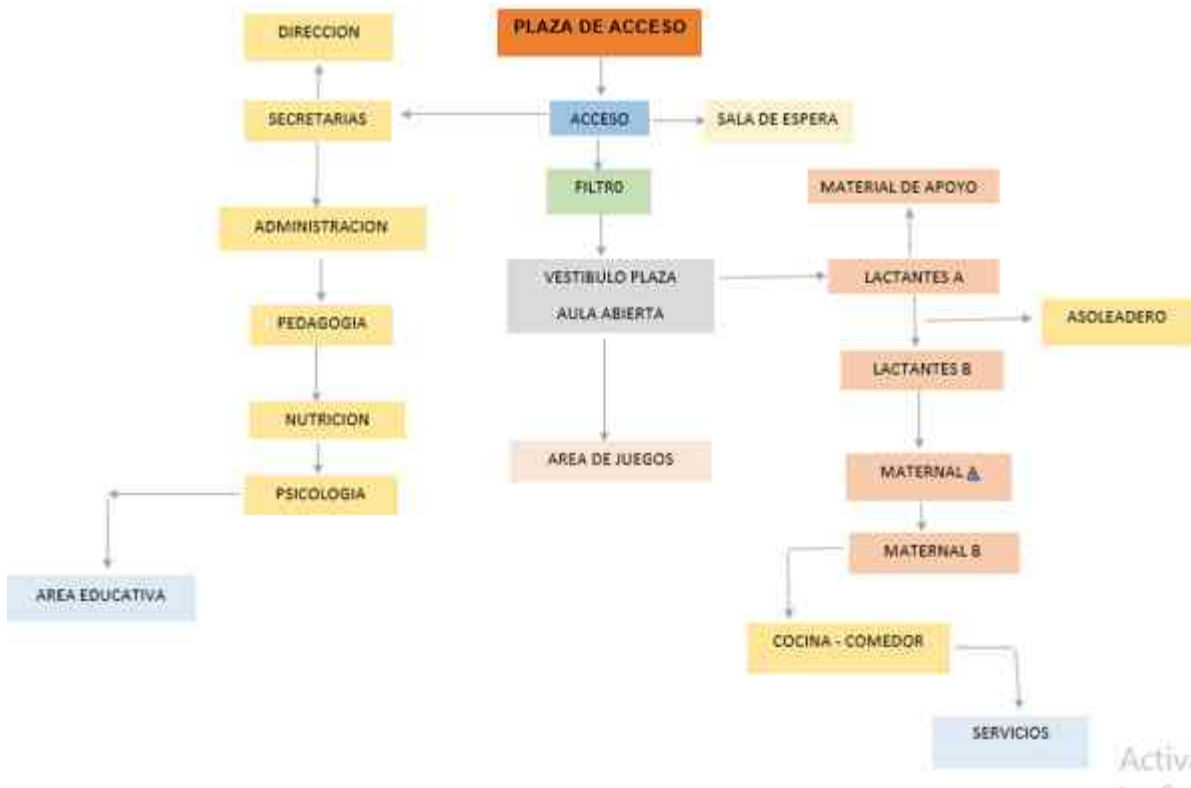 DIRECCION
PLAZA DE ACCESO
SECRETARIAS
ACCESO
SALA DE ESPERA
FILTRO
MATERIAL DE APOYO
ADMINISTRACION
VESTIBULO PLAZA
AULA ABIERTA
LACTANTES A
PEDAGOGIA
ASOLEADERO
LACTANTES B
NUTRICION
AREA DE JUEGOS
MATERNAL A
PSICOLOGIA
MATERNAL B
AREA EDUCATIVA
COCINA - COMEDOR
SERVICIOS
Activa